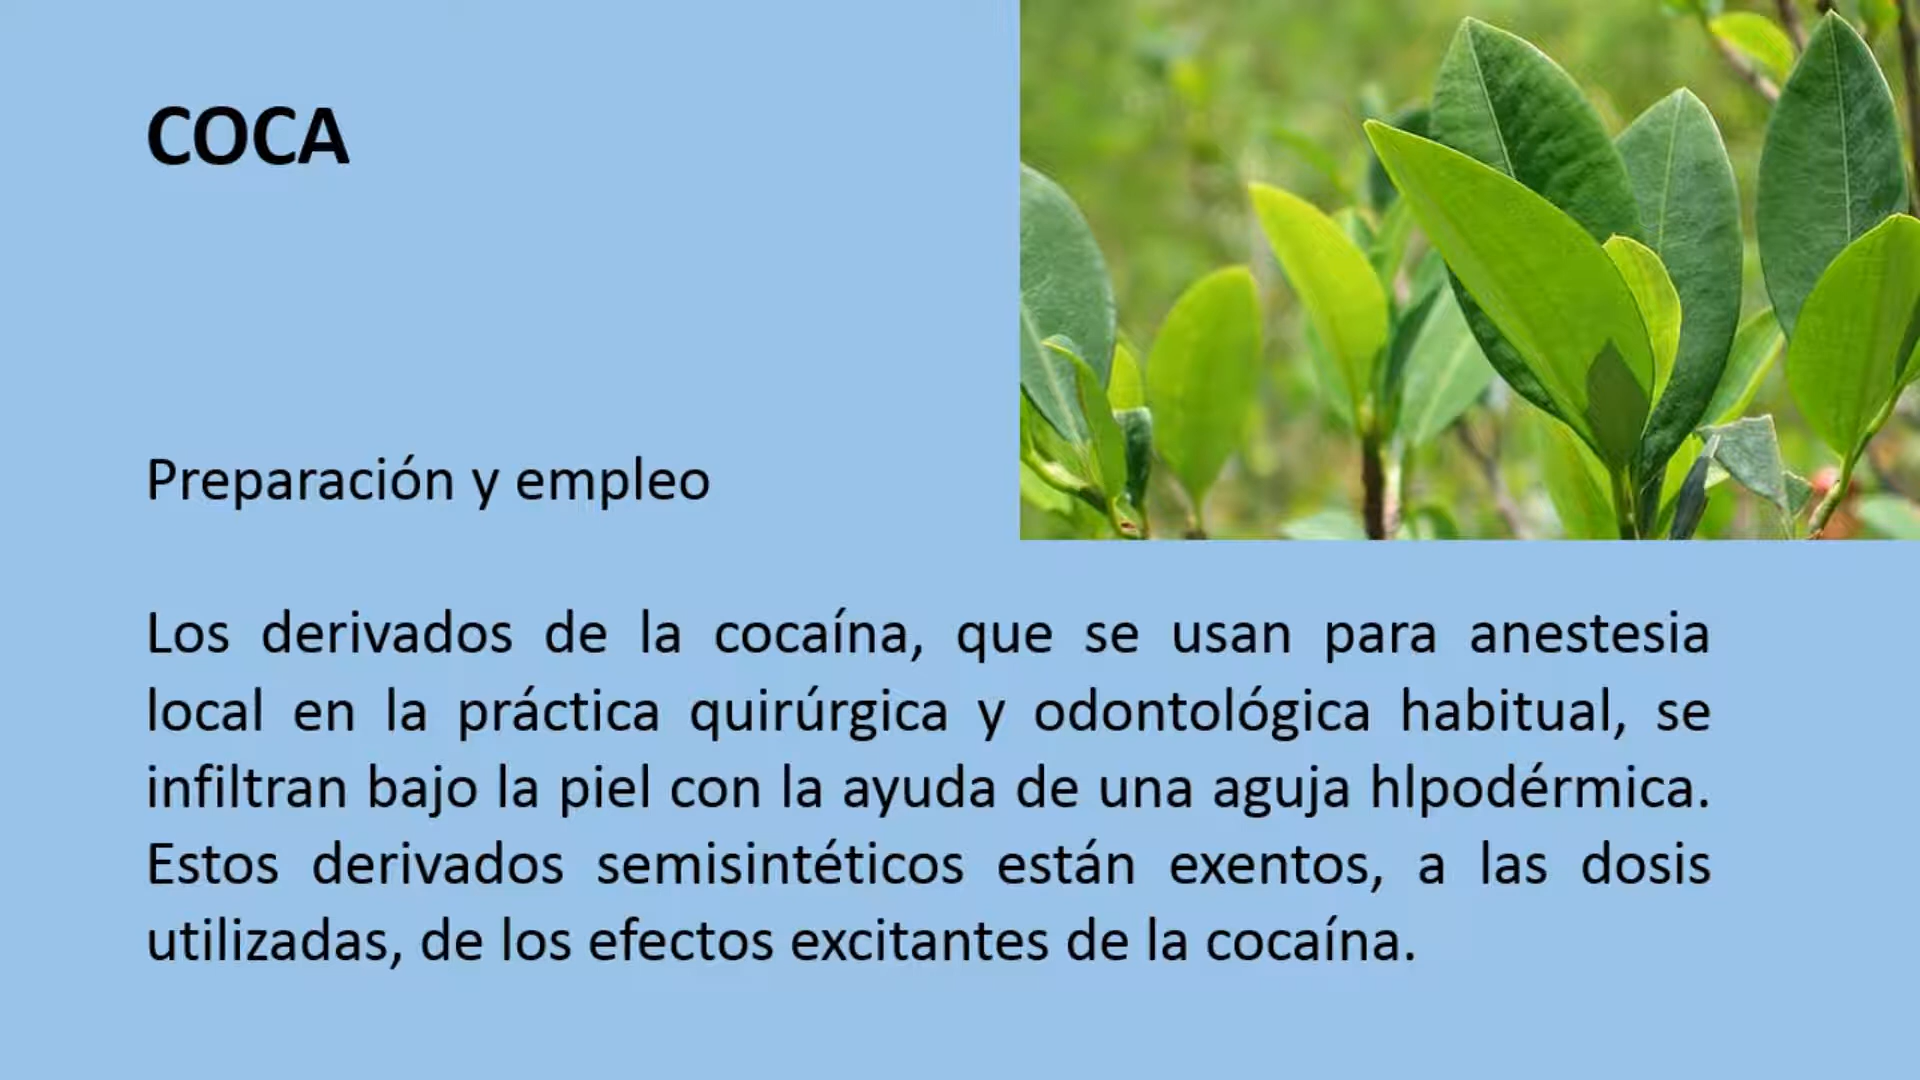 COCA
Preparación y empleo
Los derivados de la cocaína, que se usan para anestesia
local en la práctica quirúrgica y odontológica habitual, se
infiltran bajo la piel con la ayuda de una aguja hlpodérmica.
Estos derivados semisintéticos están exentos, a las dosis
utilizadas, de los efectos excitantes de la cocaína.